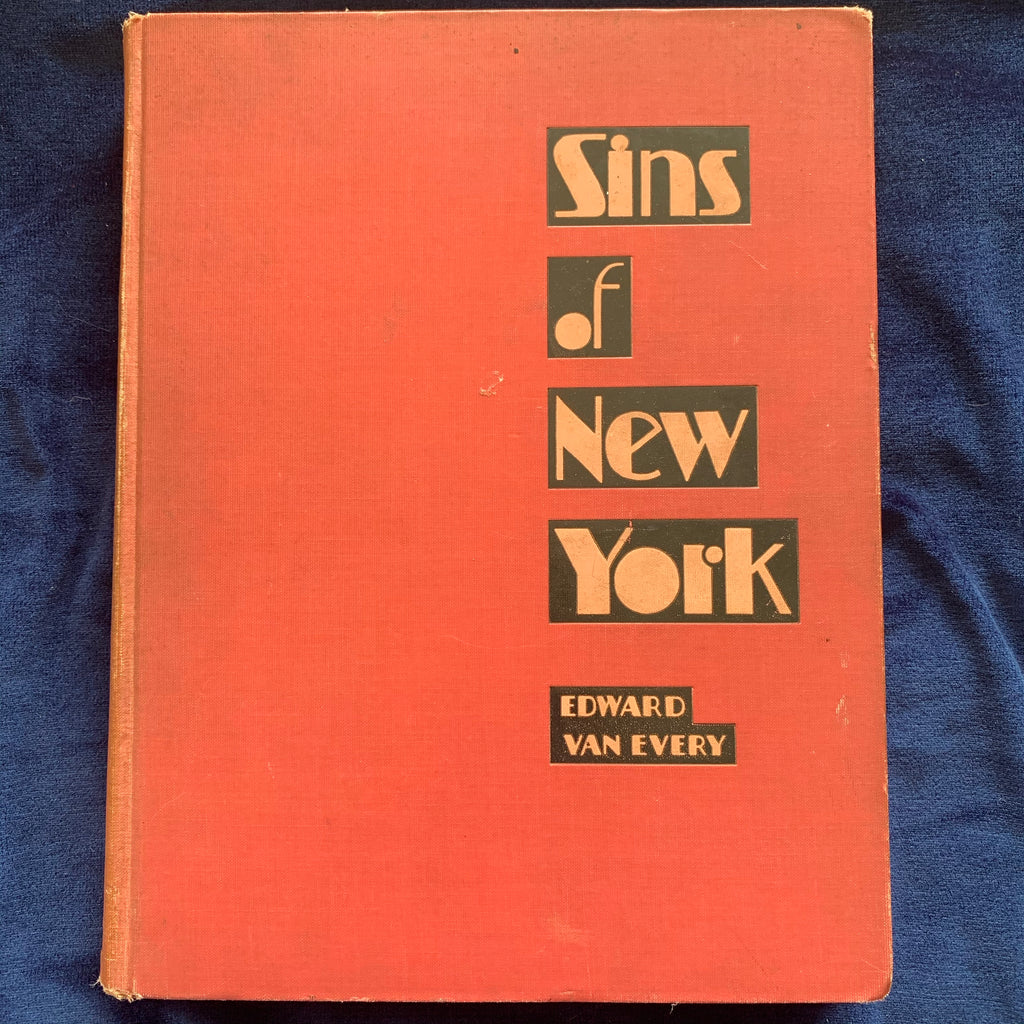 Sins
of
New
York
EDWARD
VAN EVERY